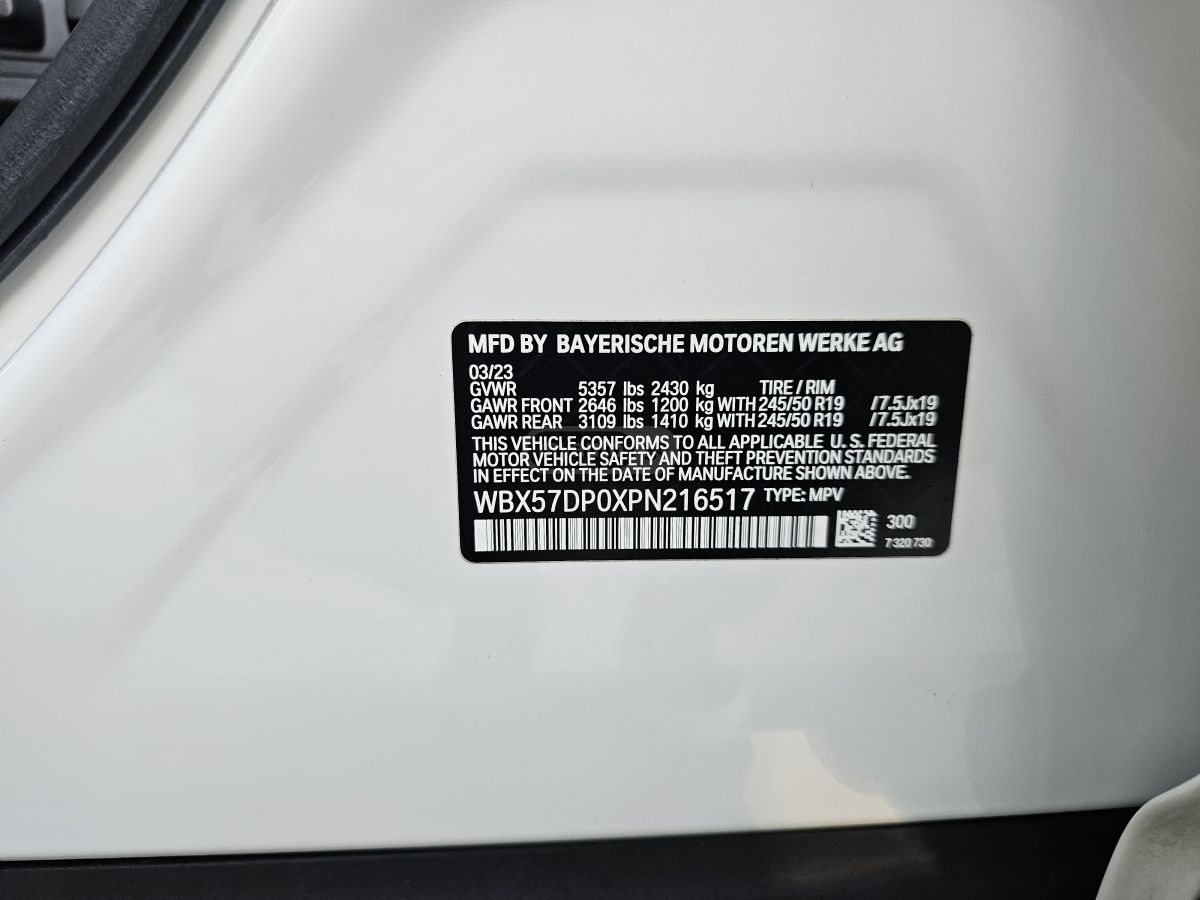 MFD BY BAYERISCHE MOTOREN WERKE AG
03/23
GVWR 5357 lbs 2430 kg TIRE / RIM
GAWR FRONT 2646 lbs 1200 kg WITH 245/50 R19 /7.5Jx19
GAWR REAR 3109 lbs 1410 kg WITH 245/50 R19 /7.5Jx19
THIS VEHICLE CONFORMS TO ALL APPLICABLE U. S. FEDERAL
MOTOR VEHICLE SAFETY AND THEFT PREVENTION STANDARDS
IN EFFECT ON THE DATE OF MANUFACTURE SHOWN ABOVE.
WBX57DP0XPN216517 TYPE: MPV
300
7 320 730